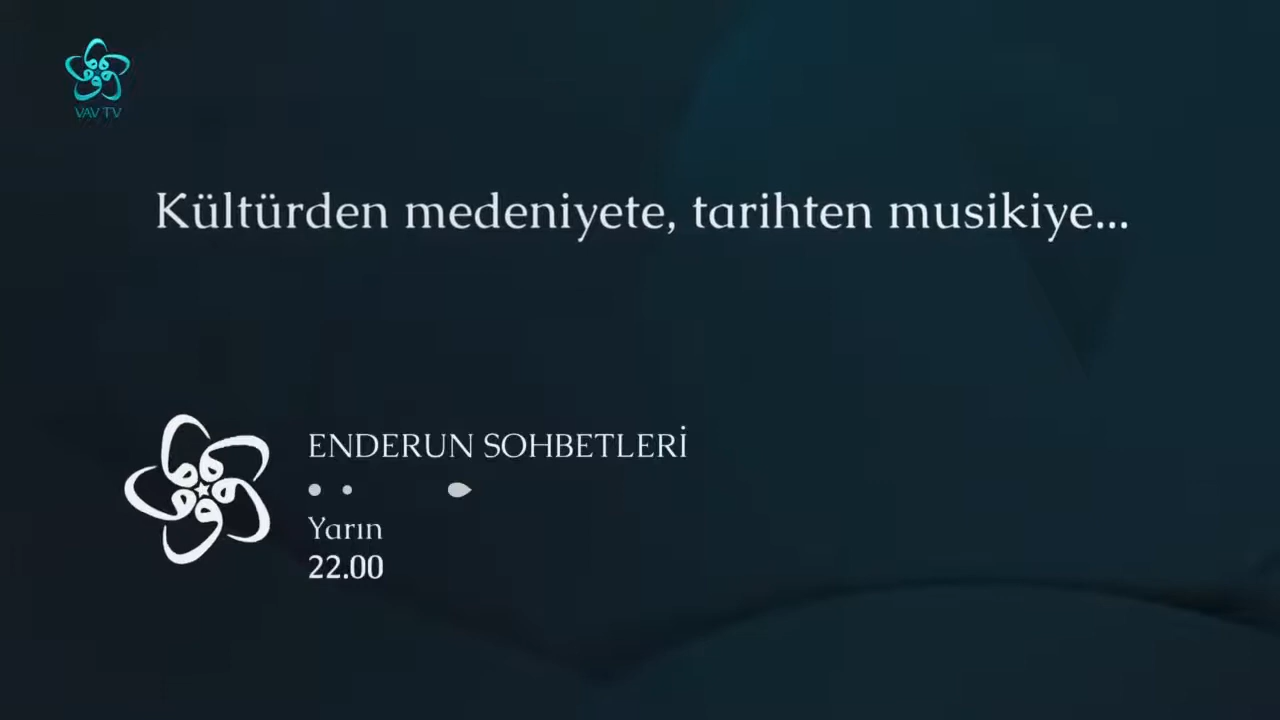 VAV TV
Kültürden medeniyete, tarihten musikiye...
ENDERUN SOHBETLERİ
Yarın
22.00